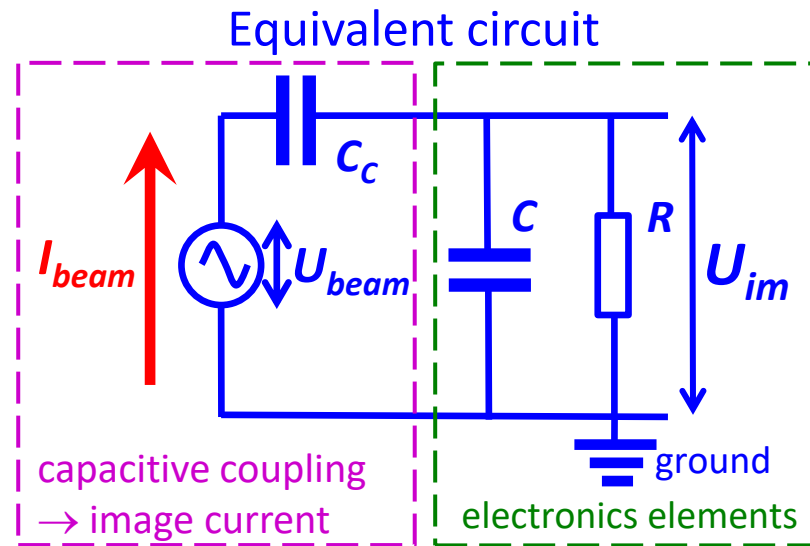 Equivalent circuit
C_C
C
R
I_beam
U_beam
U_im
capacitive coupling
→ image current
ground
electronics elements